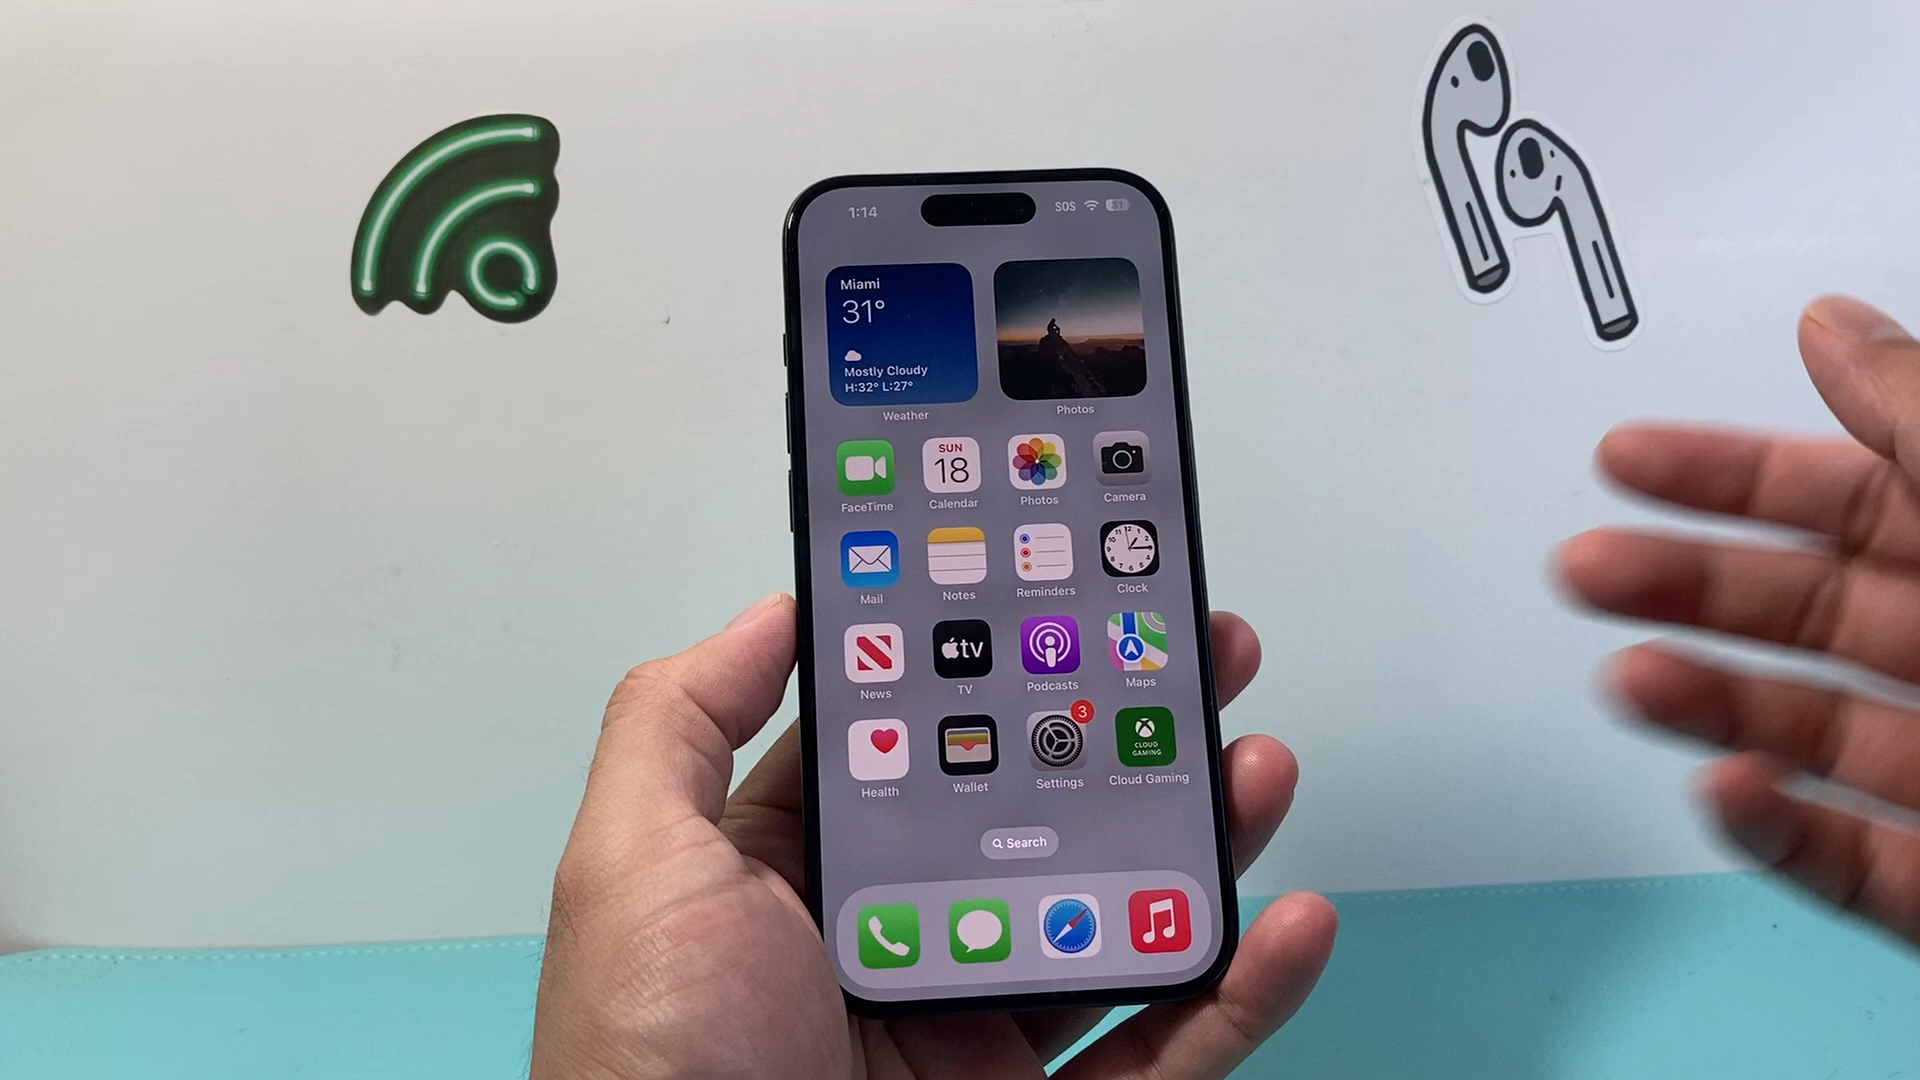 1:14
SOS
31
Miami
31°
Mostly Cloudy
H:32° L:27°
Weather
Photos
SUN
18
FaceTime
Calendar
Photos
Camera
Mail
Notes
Reminders
Clock
tv
News
TV
Podcasts
Maps
3
CLOUD
GAMING
Health
Wallet
Settings
Cloud Gaming
Search